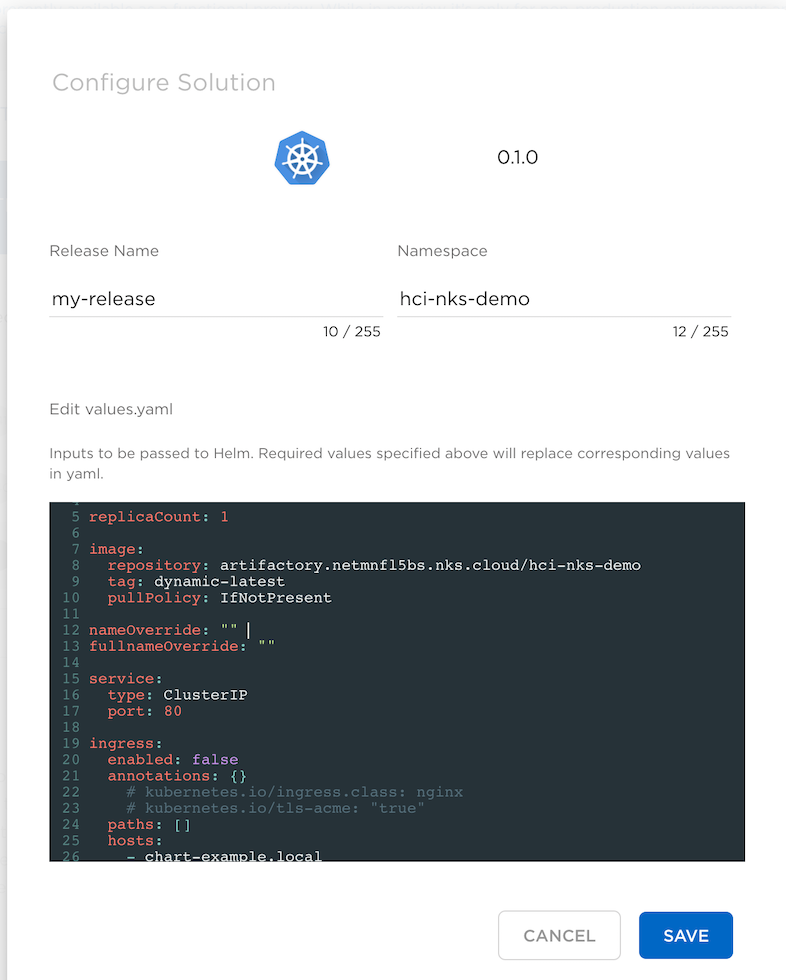 Configure Solution
0.1.0
Release Name
Namespace
my-release
hci-nks-demo
10 / 255
12 / 255
Edit values.yaml
Inputs to be passed to Helm. Required values specified above will replace corresponding values
in yaml.
5 replicaCount: 1
6
7 image:
8   repository: artifactory.netmnfl5bs.nks.cloud/hci-nks-demo
9   tag: dynamic-latest
10   pullPolicy: IfNotPresent
11
12 nameOverride: ""
13 fullnameOverride: ""
14
15 service:
16   type: ClusterIP
17   port: 80
18
19 ingress:
20   enabled: false
21   annotations: {}
22     # kubernetes.io/ingress.class: nginx
23     # kubernetes.io/tls-acme: "true"
24   paths: []
25   hosts:
26     - chart-example.local
CANCEL
SAVE